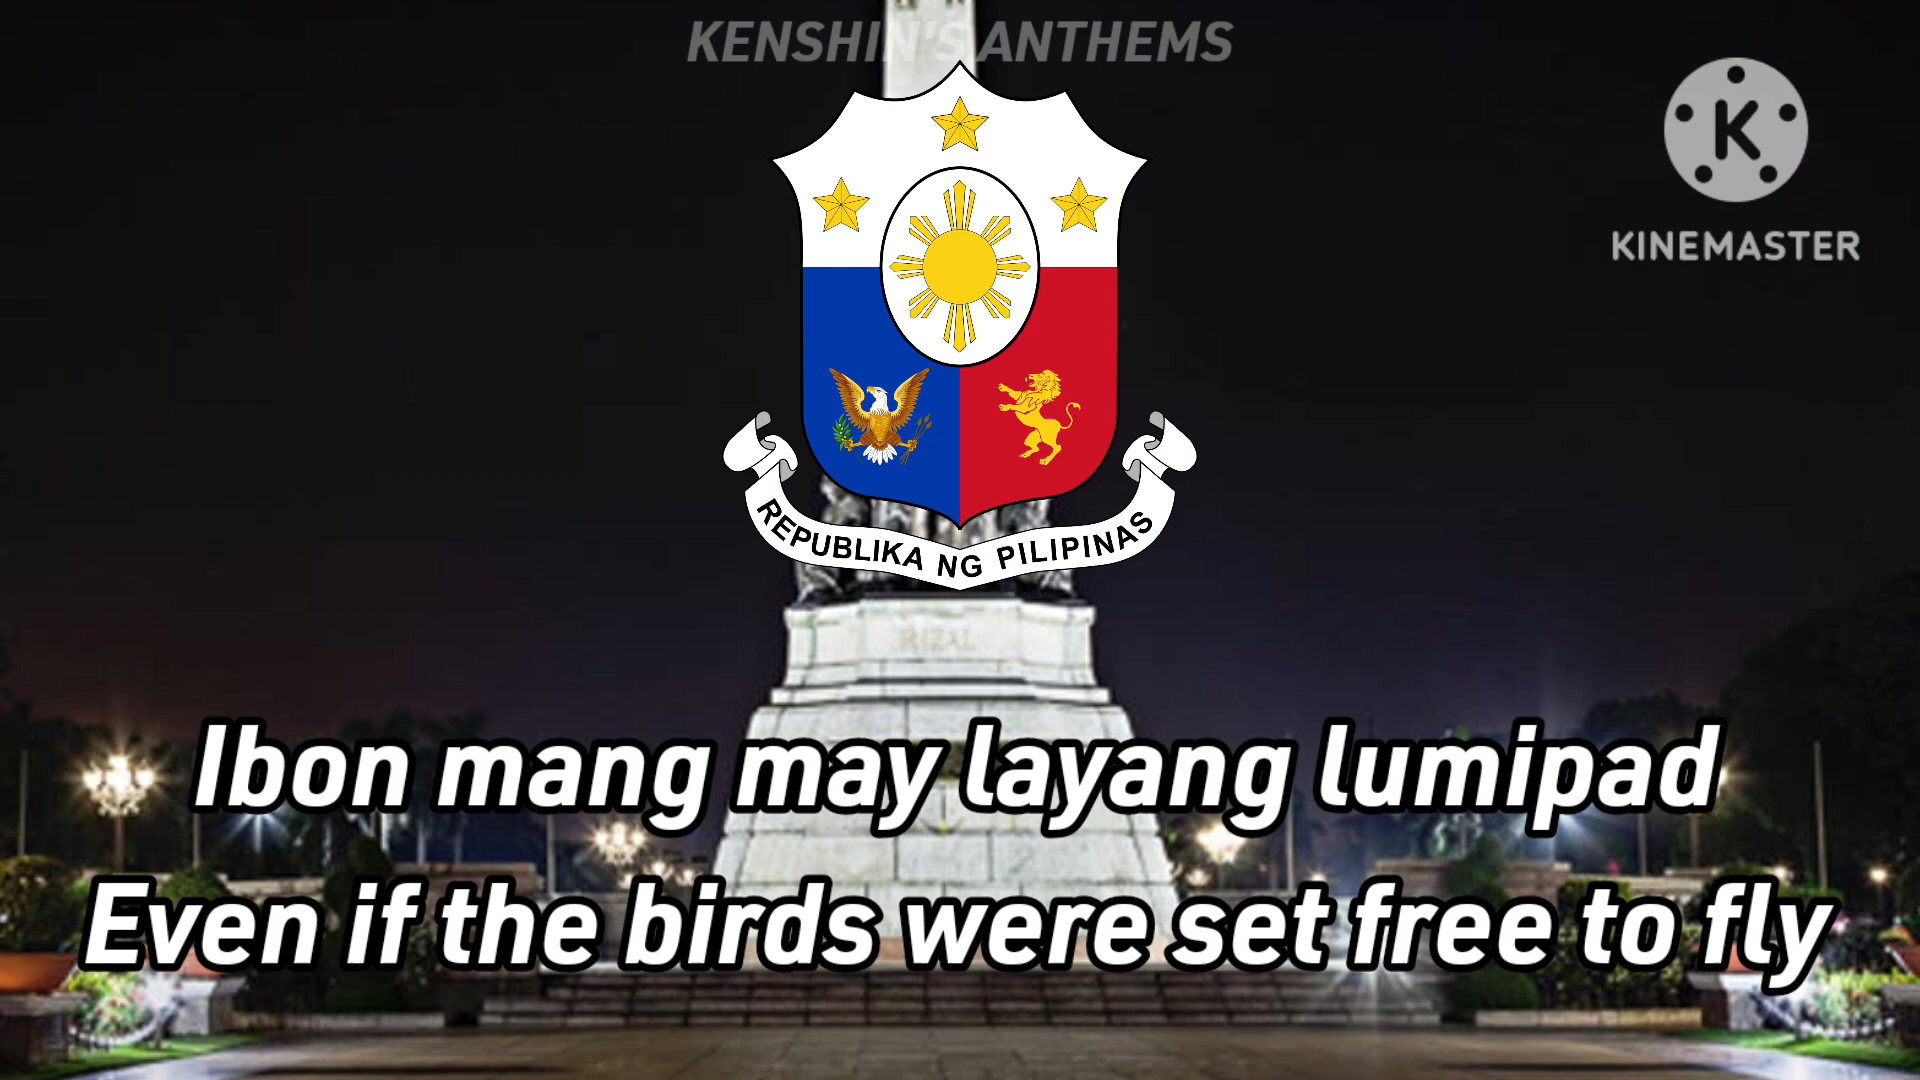 KENSHIN'S ANTHEMS
K
KINEMASTER
REPUBLIKA NG PILIPINAS
RIZAL
Ibon mang may layang lumipad
Even if the birds were set free to fly